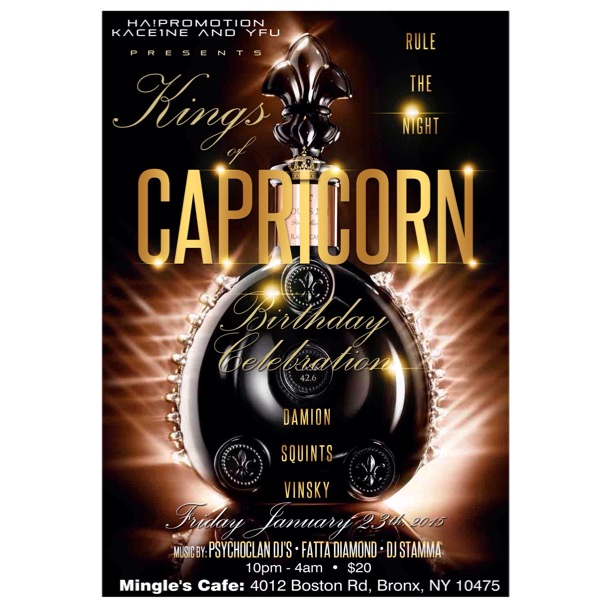 HA!PROMOTION
KACE1NE AND YFU
PRESENTS
RULE
THE
NIGHT
Kings
of
CAPRICORN
Birthday
Celebration
42.6
DAMION
SQUINTS
VINSKY
Friday January 23th 2015
MUSIC BY: PSYCHOCLAN DJ'S • FATTA DIAMOND • DJ STAMMA
10pm - 4am • $20
Mingle's Cafe: 4012 Boston Rd, Bronx, NY 10475